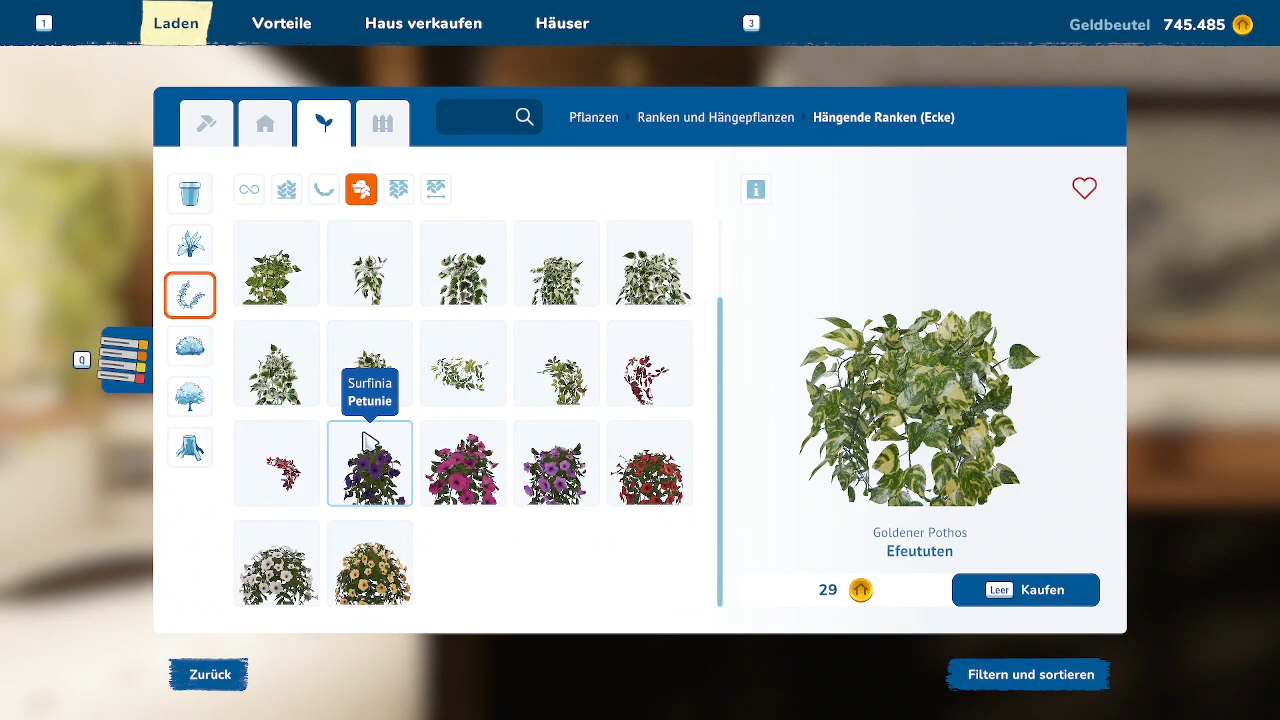 1
Laden
Vorteile
Haus verkaufen
Häuser
3
Geldbeutel 745.485
Pflanzen
Ranken und Hängepflanzen
Hängende Ranken (Ecke)
Q
Surfinia
Petunie
Goldener Pothos
Efeututen
29
Leer Kaufen
Zurück
Filtern und sortieren